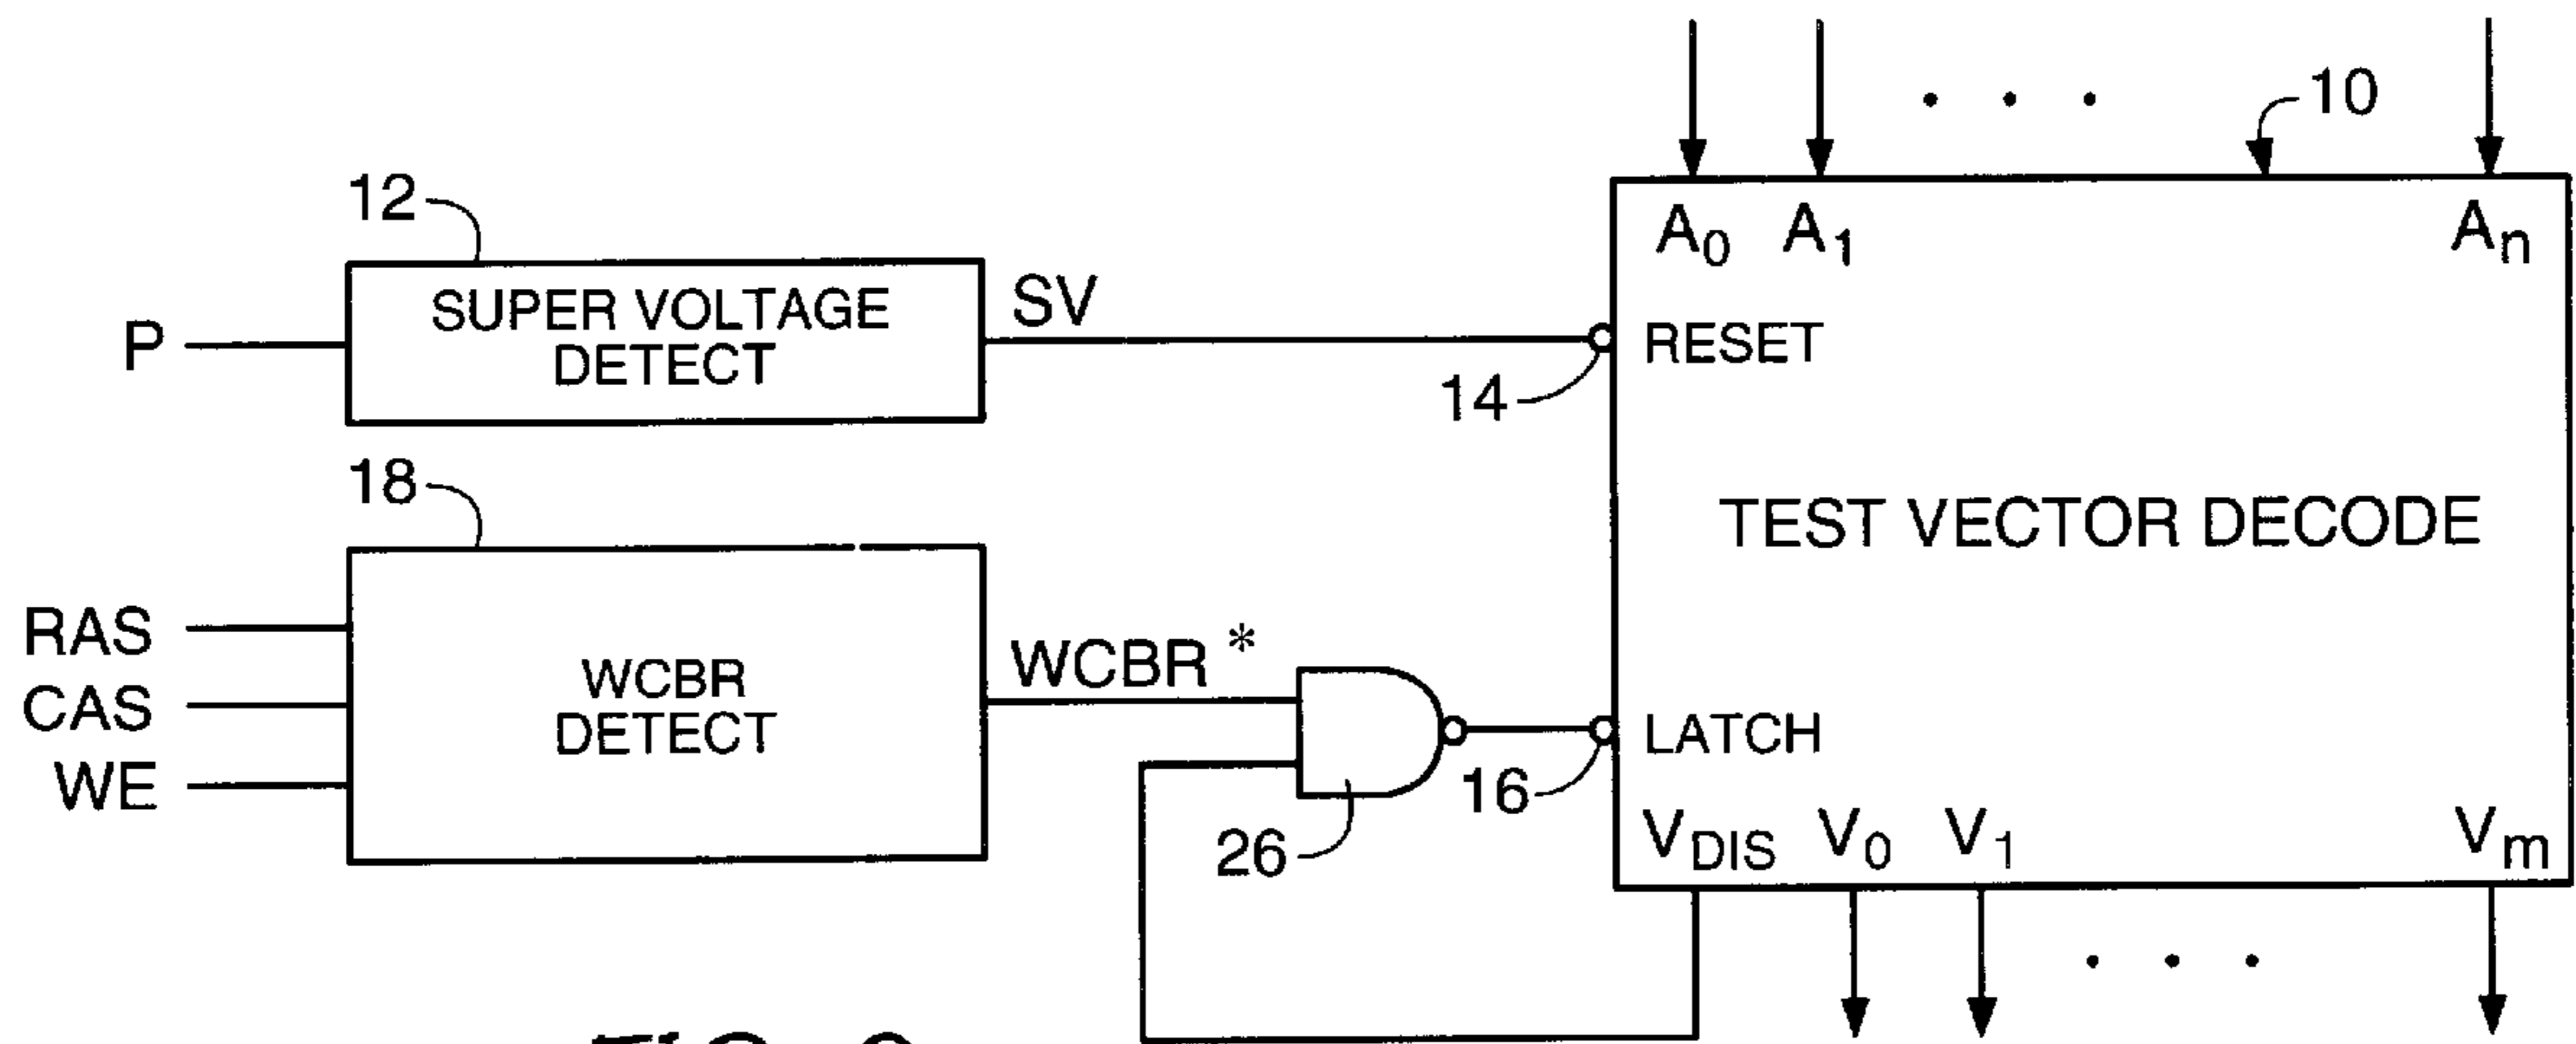 10
A0 A1 An
12
SUPER VOLTAGE
DETECT
SV
P
RESET
14
TEST VECTOR DECODE
18
RAS
CAS
WE
WCBR
DETECT
WCBR *
LATCH
16
26
VDIS V0 V1 Vm